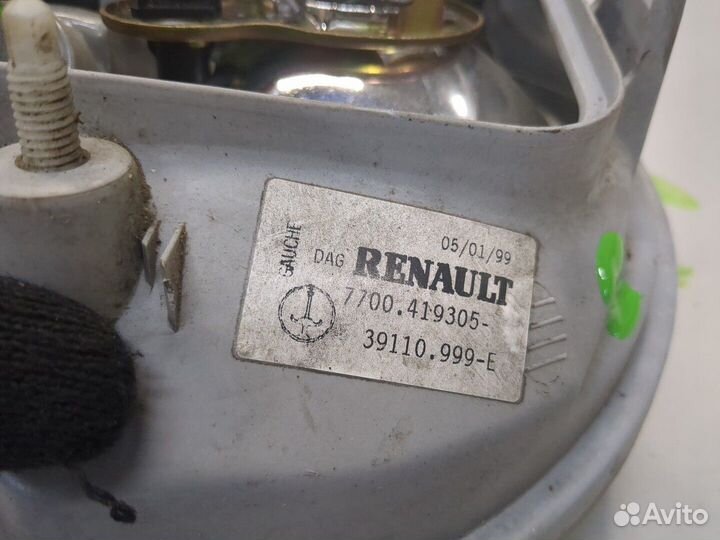 GAUCHE
05/01/99
DAG RENAULT
7700.419305-
39110.999-E
Avito